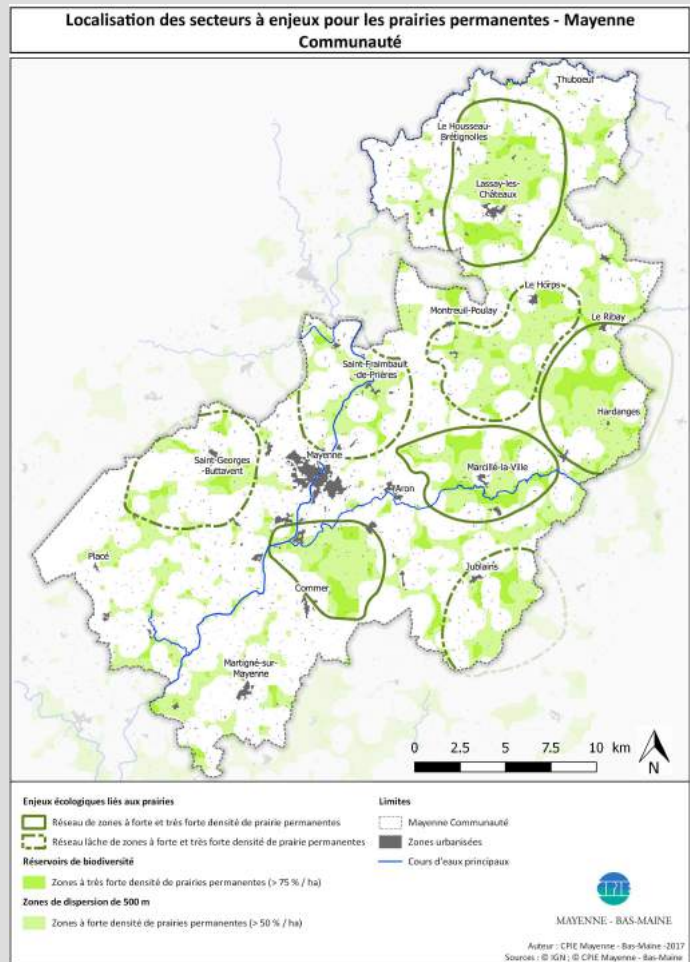 Localisation des secteurs à enjeux pour les prairies permanentes - Mayenne
Communauté
Thuboeuf
Le Housseau-
Brétignolles
Lassay-les-
Châteaux
Le Horps
Montreuil-Poulay
Le Ribay
Saint-Fraimbault
-de-Prières
Hardanges
Saint-Georges
-Buttavent
Mayenne
Marcillé-la-Ville
Aron
Placé
Jublains
Commer
Martigné-sur-
Mayenne
0 2.5 5 7.5 10 km
N
Enjeux écologiques liés aux prairies
Réseau de zones à forte et très forte densité de prairie permanentes
Réseau lâche de zones à forte et très forte densité de prairie permanentes
Réservoirs de biodiversité
Zones à très forte densité de prairies permanentes (> 75 % / ha)
Zones de dispersion de 500 m
Zones à forte densité de prairies permanentes (> 50 % / ha)
Limites
Mayenne Communauté
Zones urbanisées
Cours d'eaux principaux
CPIE
MAYENNE - BAS-MAINE
Auteur : CPIE Mayenne - Bas-Maine -2017
Sources : © IGN ; © CPIE Mayenne - Bas-Maine